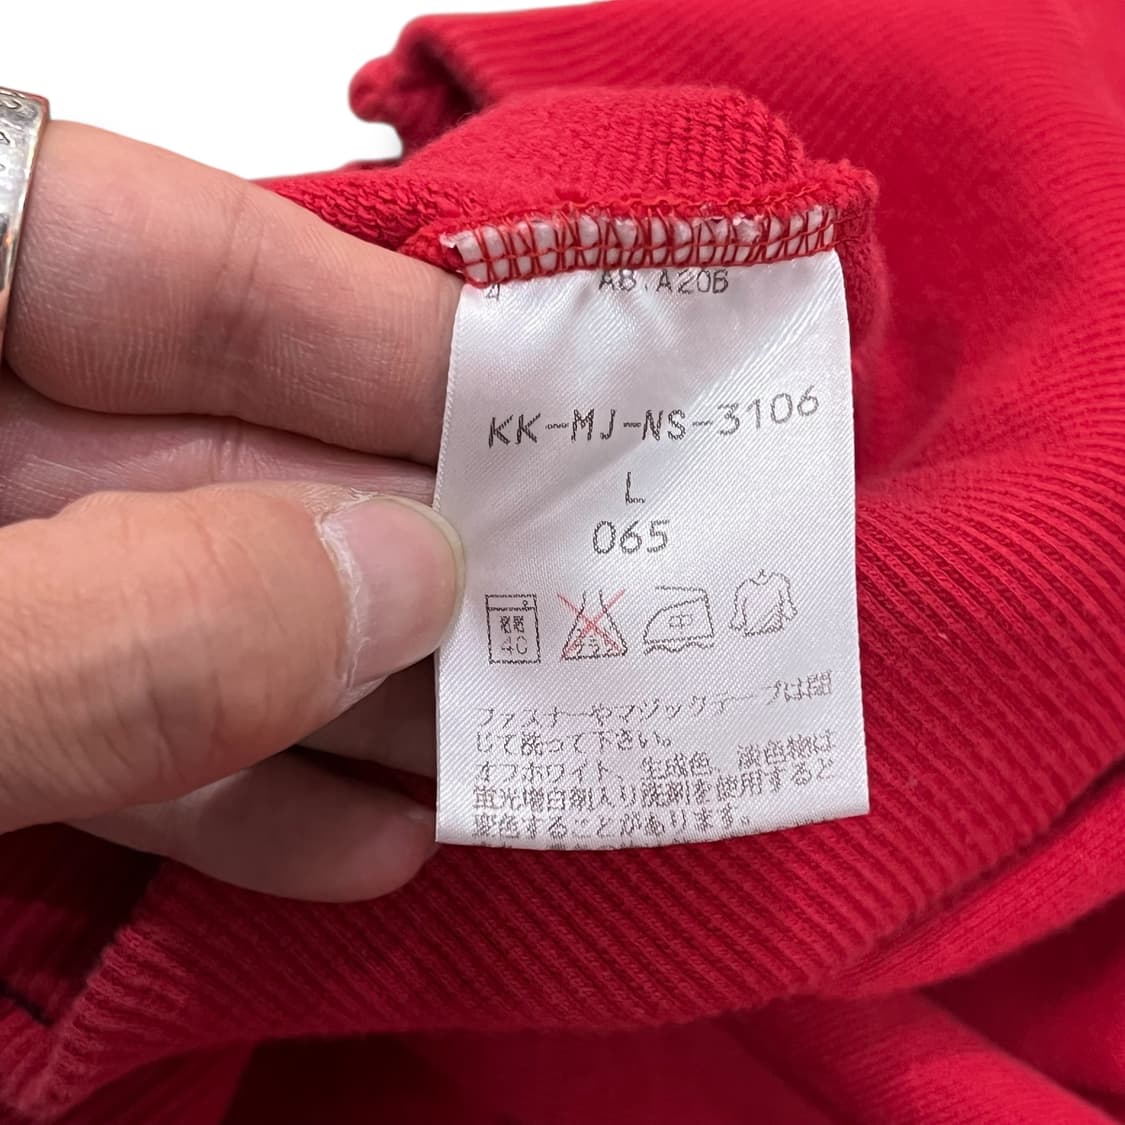 4 A8.A20B
KK-MJ-NS-3106
L
065
40
ファスナーやマジックテープは閉
じて洗って下さい。
オフホワイト、生成色、淡色物は
蛍光増白剤入り洗剤を使用すると
変色することがあります。